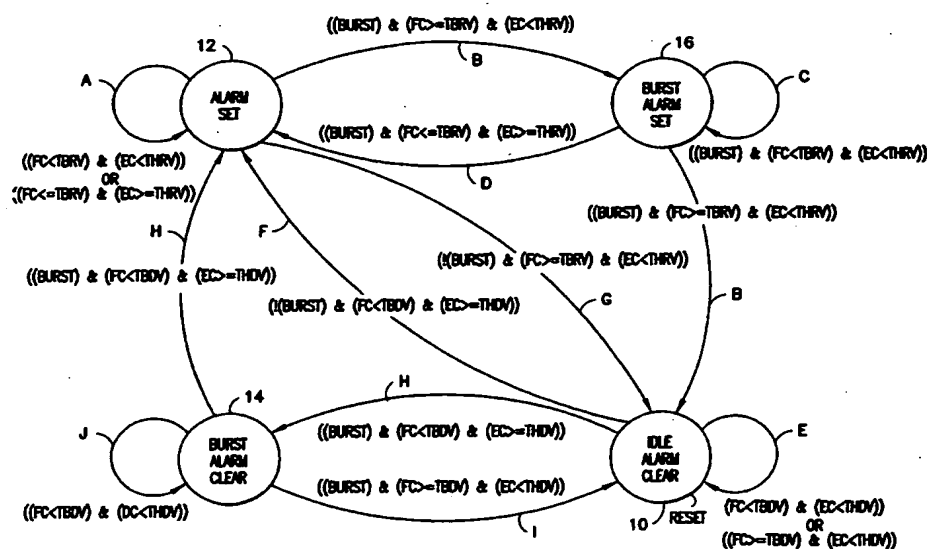 ((BURST) & (FC>=TBRV) & (EC<THRV))
12
B
16
A
C
ALARM
SET
BURST
ALARM
SET
((BURST) & (FC<=TBRV) & (EC>=THRV))
((FC<TBRV) & (EC<THRV))
OR
((FC<=TBRV) & (EC>=THRV))
((BURST) & (FC<TBRV) & (EC<THRV))
D
((BURST) & (FC>=TBRV) & (EC<THRV))
H
F
((BURST) & (FC<TBDV) & (EC>=THDV))
(!(BURST) & (FC>=TBRV) & (EC<THRV))
(!(BURST) & (FC<TBDV) & (EC>=THDV))
G
B
14
H
J
E
BURST
ALARM
CLEAR
((BURST) & (FC<TBDV) & (EC>=THDV))
IDLE
ALARM
CLEAR
((BURST) & (FC>=TBDV) & (EC<THDV))
((FC<TBDV) & (DC<THDV))
I
10
RESET
(FC<TBDV) & (EC<THDV))
OR
((FC>=TBDV) & (EC<THDV))